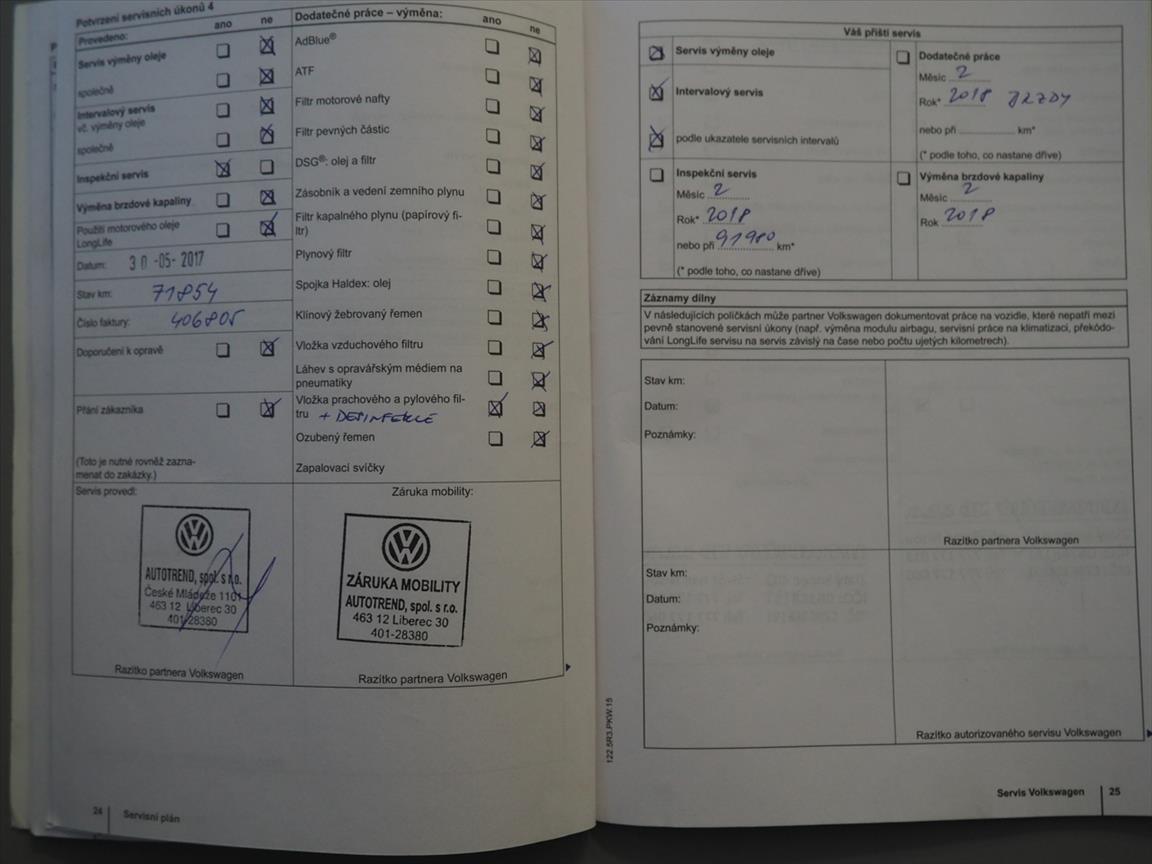 Potvrzení servisních úkonů 4
ano
ne
Provedeno:
Servis výměny oleje
společně
Intervalový servis
vč. výměny oleje
společně
Inspekční servis
Výměna brzdové kapaliny
Použití motorového oleje
LongLife
Datum: 30-05-2017
Stav km: 71854
Číslo faktury: 406805
Doporučení k opravě
Přání zákazníka
(Toto je nutné rovněž zazna-
menat do zakázky.)
Dodatečné práce – výměna:
ano
ne
AdBlue®
ATF
Filtr motorové nafty
Filtr pevných částic
DSG®: olej a filtr
Zásobník a vedení zemního plynu
Filtr kapalného plynu (papírový fi-
ltr)
Plynový filtr
Spojka Haldex: olej
Klínový žebrovaný řemen
Vložka vzduchového filtru
Láhev s opravářským médiem na
pneumatiky
Vložka prachového a pylového fil-
tru + DESINFEKCE
Ozubený řemen
Zapalovací svíčky
Servis provedl:
AUTOTREND, spol. s r.o.
České Mládeže 1101
463 12 Liberec 30
401-28380
Razítko partnera Volkswagen
Záruka mobility:
ZÁRUKA MOBILITY
AUTOTREND, spol. s r.o.
463 12 Liberec 30
401-28380
Razítko partnera Volkswagen
24
Servisní plán
Váš příští servis
Servis výměny oleje
Intervalový servis
podle ukazatele servisních intervalů
Inspekční servis
Měsíc 2
Rok* 2018
nebo při 91980 km*
(* podle toho, co nastane dříve)
Dodatečné práce
Měsíc 2
Rok* 2018 BRZDY
nebo při km*
(* podle toho, co nastane dříve)
Výměna brzdové kapaliny
Měsíc 2
Rok 2018
Záznamy dílny
V následujících políčkách může partner Volkswagen dokumentovat práce na vozidle, které nepatří mezi
pevně stanovené servisní úkony (např. výměna modulu airbagu, servisní práce na klimatizaci, překódo-
vání LongLife servisu na servis závislý na čase nebo počtu ujetých kilometrech).
Stav km:
Datum:
Poznámky:
Razítko partnera Volkswagen
Stav km:
Datum:
Poznámky:
Razítko autorizovaného servisu Volkswagen
122.5R3.PKW.15
Servis Volkswagen
25